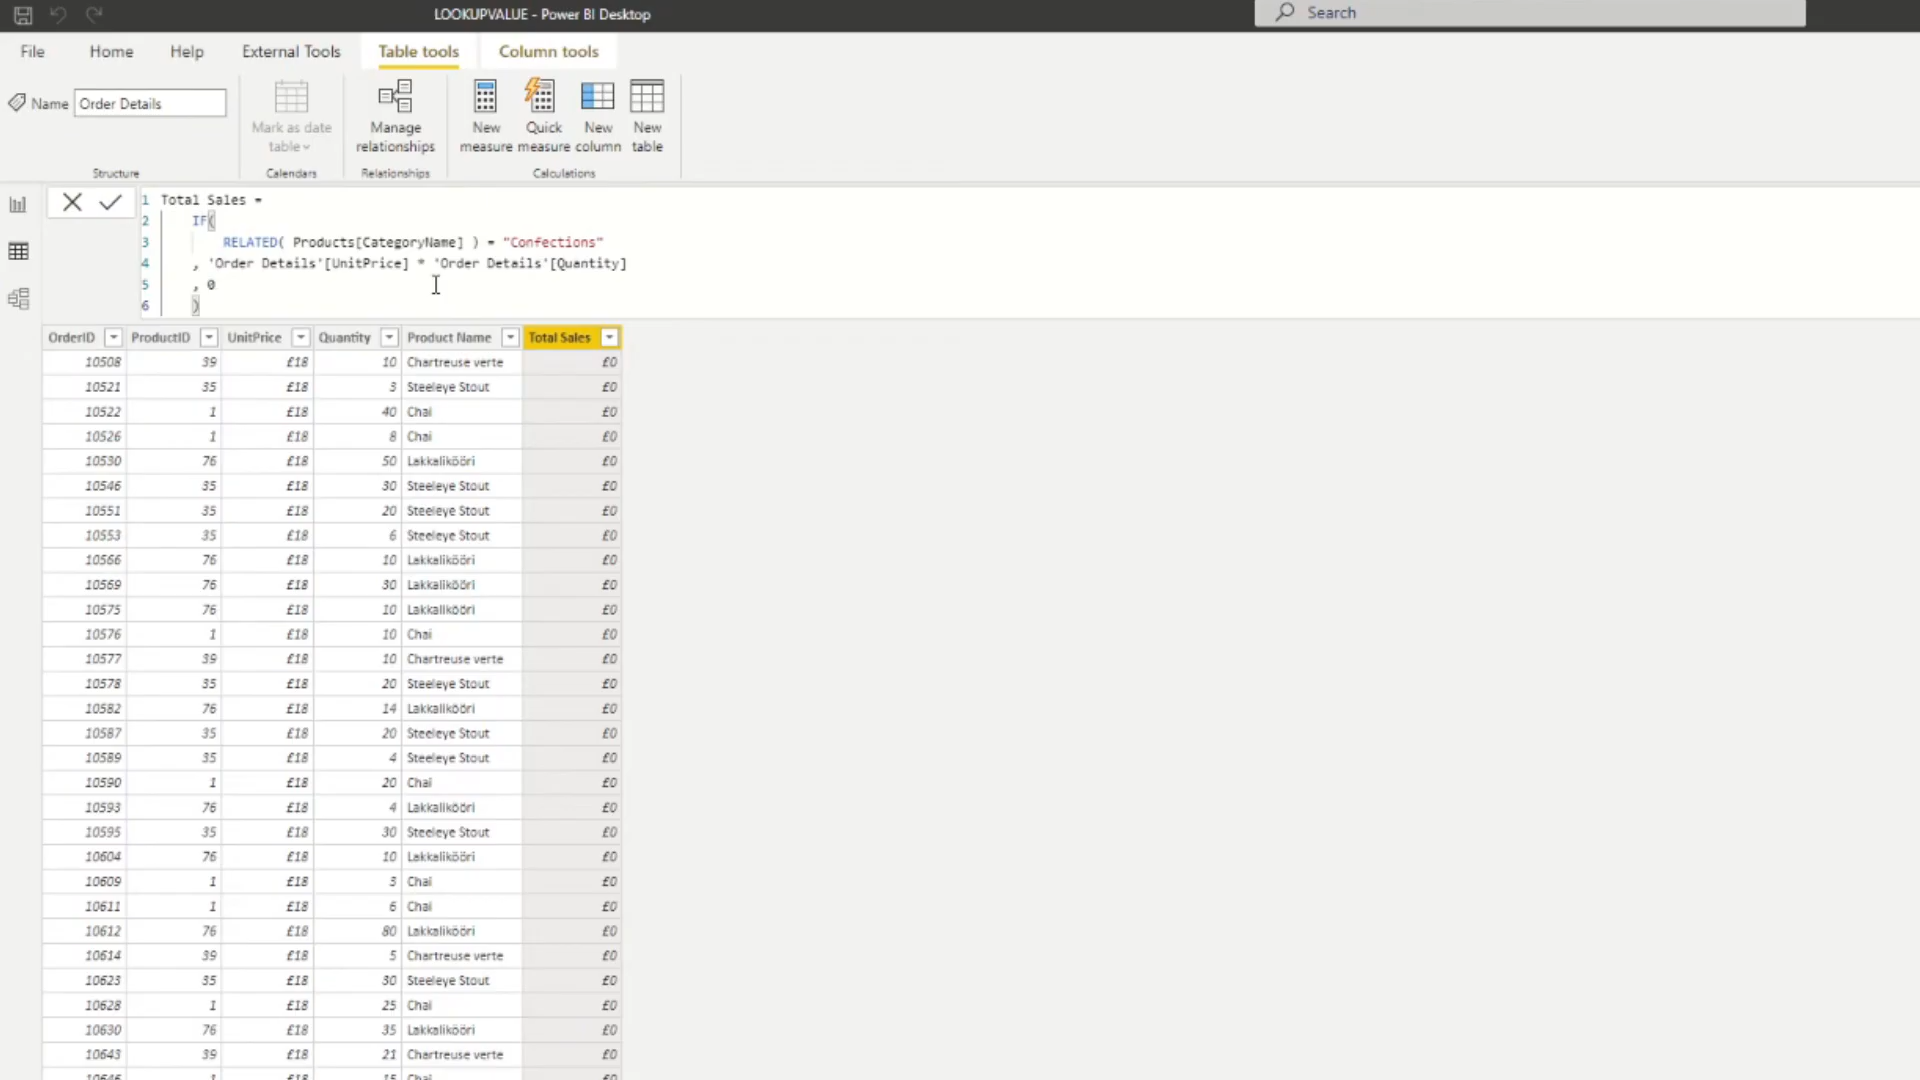 LOOKUPVALUE - Power BI Desktop
Search
File Home Help External Tools Table tools Column tools
Name Order Details
Mark as date table
Manage relationships
New measure
Quick measure
New column
New table
Structure Calendars Relationships Calculations
1 Total Sales =
2 IF(
3 RELATED( Products[CategoryName] ) = "Confections"
4 , 'Order Details'[UnitPrice] * 'Order Details'[Quantity]
5 , 0
6 )
OrderID ProductID UnitPrice Quantity Product Name Total Sales
10508 39 £18 10 Chartreuse verte £0
10521 35 £18 3 Steeleye Stout £0
10522 1 £18 40 Chai £0
10526 1 £18 8 Chai £0
10530 76 £18 50 Lakkalikööri £0
10546 35 £18 30 Steeleye Stout £0
10551 35 £18 20 Steeleye Stout £0
10553 35 £18 6 Steeleye Stout £0
10566 76 £18 10 Lakkalikööri £0
10569 76 £18 30 Lakkalikööri £0
10575 76 £18 10 Lakkalikööri £0
10576 1 £18 10 Chai £0
10577 39 £18 10 Chartreuse verte £0
10578 35 £18 20 Steeleye Stout £0
10582 76 £18 14 Lakkalikööri £0
10587 35 £18 20 Steeleye Stout £0
10589 35 £18 4 Steeleye Stout £0
10590 1 £18 20 Chai £0
10593 76 £18 4 Lakkalikööri £0
10595 35 £18 30 Steeleye Stout £0
10604 76 £18 10 Lakkalikööri £0
10609 1 £18 3 Chai £0
10611 1 £18 6 Chai £0
10612 76 £18 80 Lakkalikööri £0
10614 39 £18 5 Chartreuse verte £0
10623 35 £18 30 Steeleye Stout £0
10628 1 £18 25 Chai £0
10630 76 £18 35 Lakkalikööri £0
10643 39 £18 21 Chartreuse verte £0
10646 1 £18 15 Chai £0